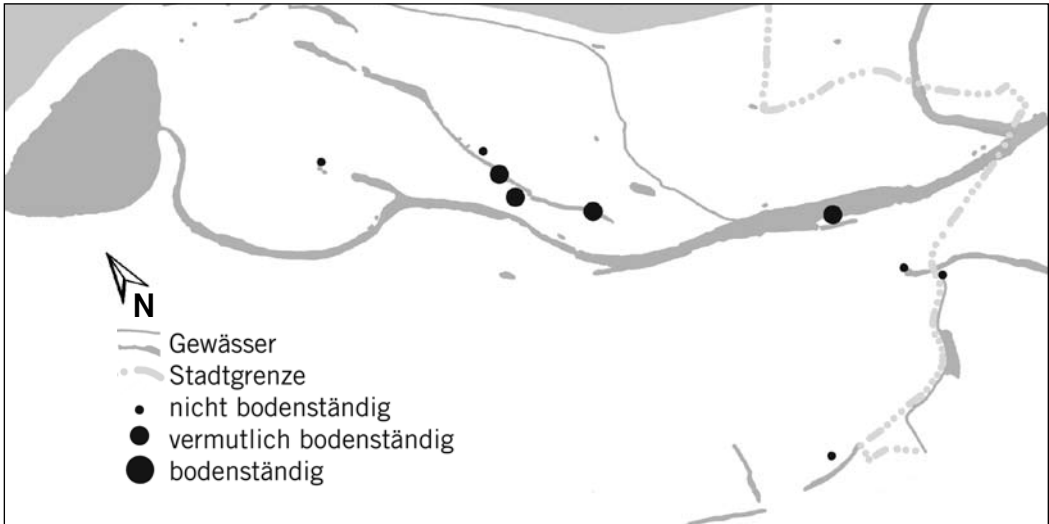 N
Gewässer
Stadtgrenze
nicht bodenständig
vermutlich bodenständig
bodenständig